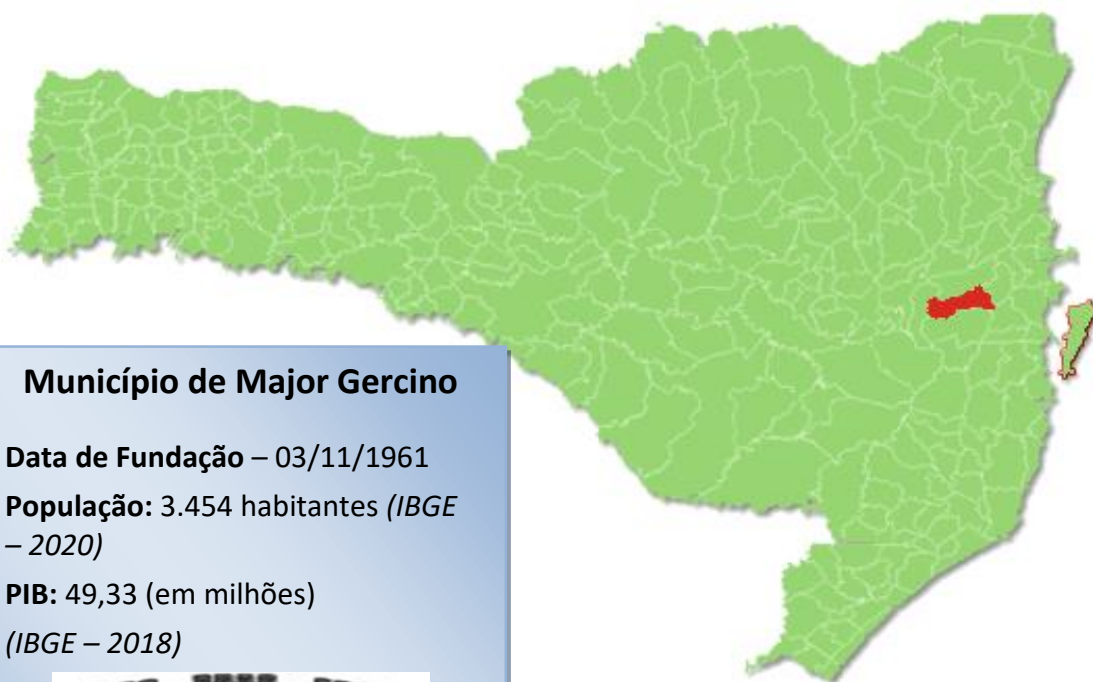 Município de Major Gercino
Data de Fundação – 03/11/1961
População: 3.454 habitantes (IBGE
– 2020)
PIB: 49,33 (em milhões)
(IBGE – 2018)